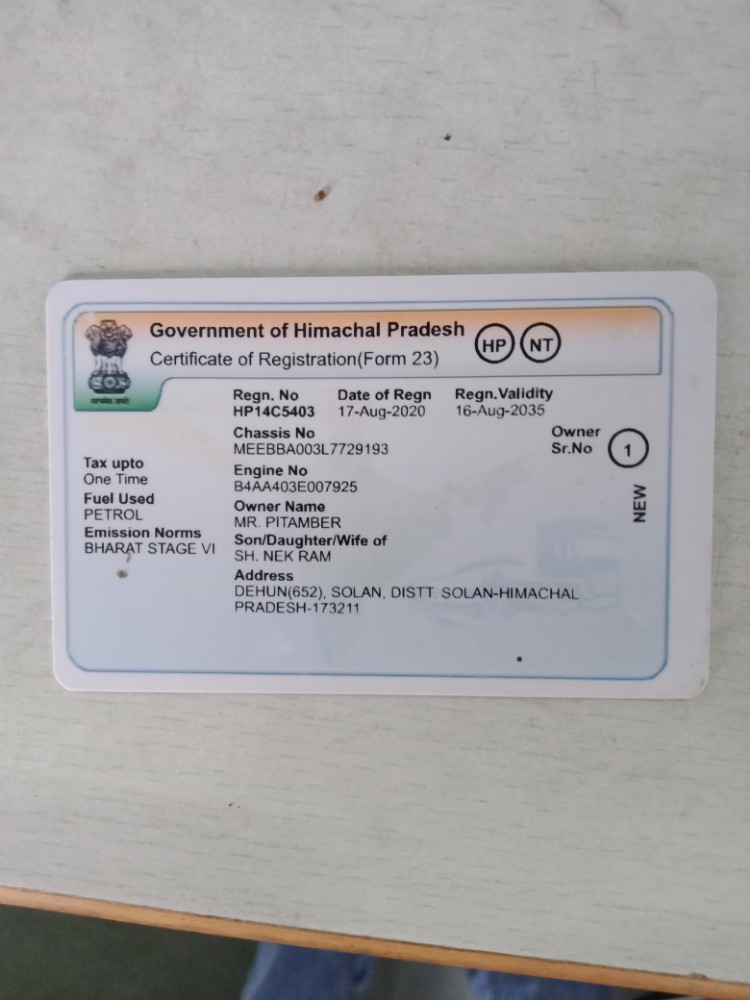 Government of Himachal Pradesh
HP NT
Certificate of Registration(Form 23)
सत्यमेव जयते
Regn. No Date of Regn Regn.Validity
HP14C5403 17-Aug-2020 16-Aug-2035
Chassis No
MEEBBA003L7729193
Owner
Sr.No 1
NEW
Tax upto
One Time
Fuel Used
PETROL
Emission Norms
BHARAT STAGE VI
Engine No
B4AA403E007925
Owner Name
MR. PITAMBER
Son/Daughter/Wife of
SH. NEK RAM
Address
DEHUN(652), SOLAN, DISTT. SOLAN-HIMACHAL
PRADESH-173211